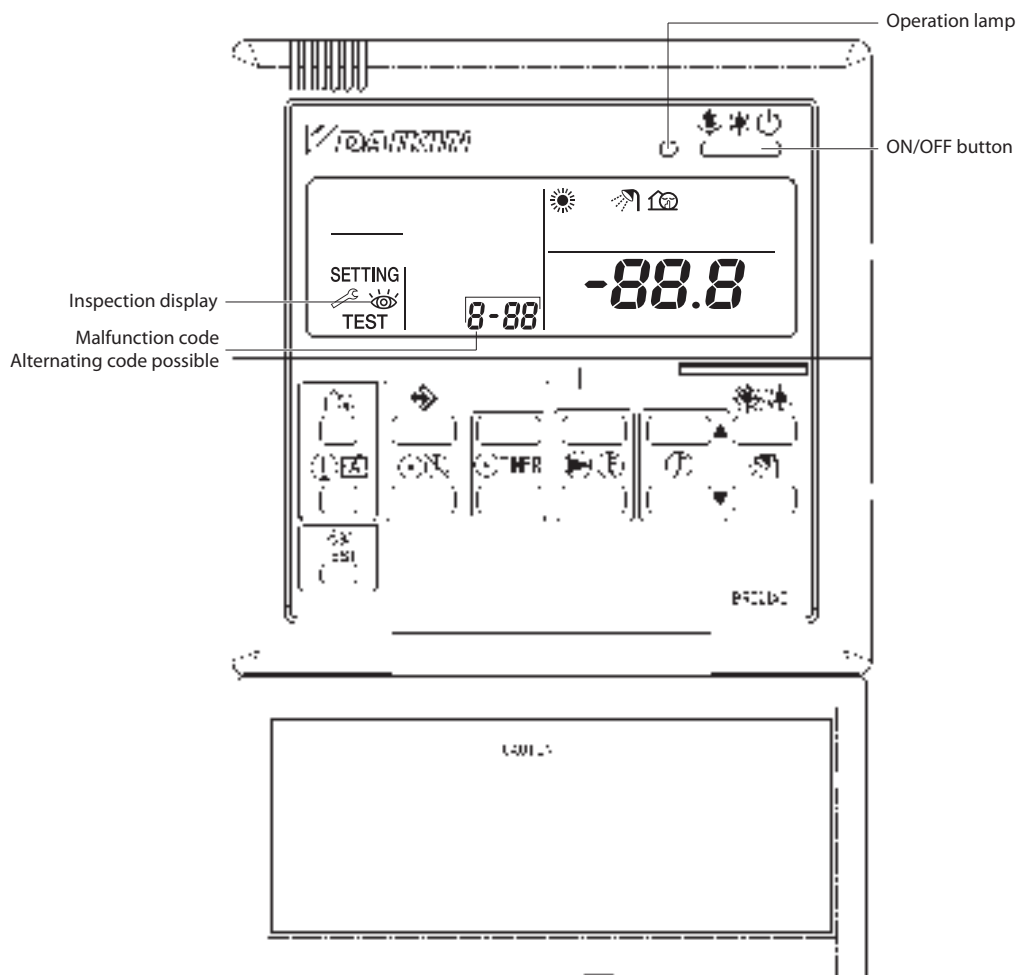 Operation lamp
DAIKIN
ON/OFF button
SETTING
Inspection display
TEST
8-88
-88.8
Malfunction code
Alternating code possible